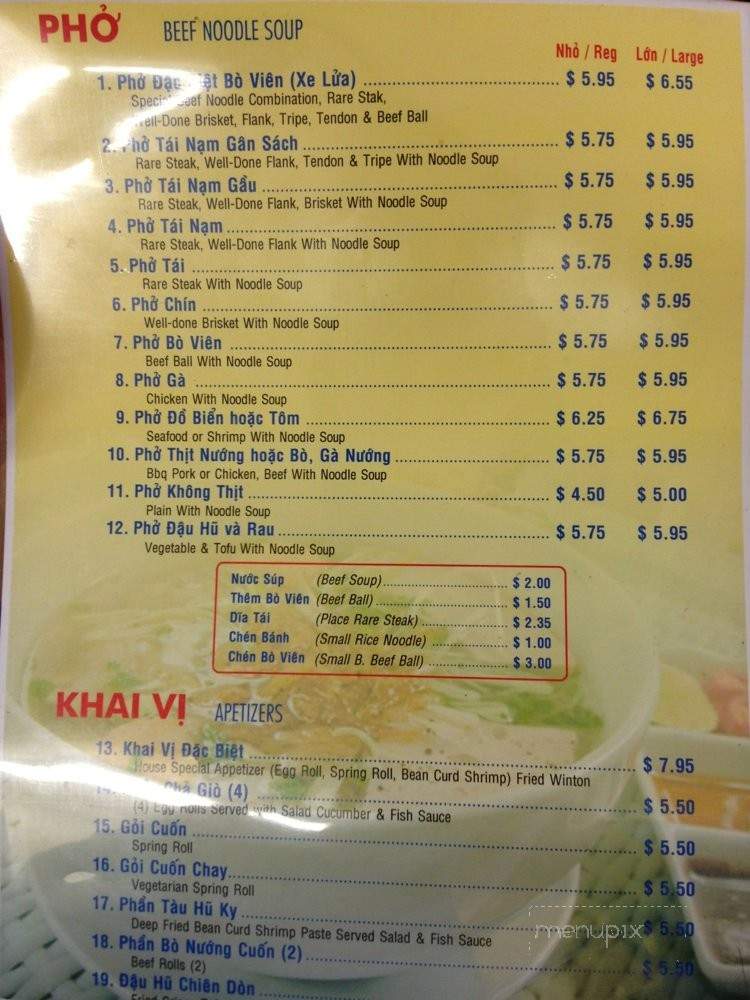 PHỞ BEEF NOODLE SOUP
Nhỏ / Reg Lớn / Large
1. Phở Đặc Bò Viên (Xe Lửa) $ 5.95 $ 6.55
Special Beef Noodle Combination, Rare Stak,
Well-Done Brisket, Flank, Tripe, Tendon & Beef Ball
2. Phở Tái Nạm Gân Sách $ 5.75 $ 5.95
Rare Steak, Well-Done Flank, Tendon & Tripe With Noodle Soup
3. Phở Tái Nạm Gầu $ 5.75 $ 5.95
Rare Steak, Well-Done Flank, Brisket With Noodle Soup
4. Phở Tái Nạm $ 5.75 $ 5.95
Rare Steak, Well-Done Flank With Noodle Soup
5. Phở Tái $ 5.75 $ 5.95
Rare Steak With Noodle Soup
6. Phở Chín $ 5.75 $ 5.95
Well-done Brisket With Noodle Soup
7. Phở Bò Viên $ 5.75 $ 5.95
Beef Ball With Noodle Soup
8. Phở Gà $ 5.75 $ 5.95
Chicken With Noodle Soup
9. Phở Đồ Biển hoặc Tôm $ 6.25 $ 6.75
Seafood or Shrimp With Noodle Soup
10. Phở Thịt Nướng hoặc Bò, Gà Nướng $ 5.75 $ 5.95
Bbq Pork or Chicken, Beef With Noodle Soup
11. Phở Không Thịt $ 4.50 $ 5.00
Plain With Noodle Soup
12. Phở Đậu Hũ và Rau $ 5.75 $ 5.95
Vegetable & Tofu With Noodle Soup
Nước Súp (Beef Soup) $ 2.00
Thêm Bò Viên (Beef Ball) $ 1.50
Dĩa Tái (Place Rare Steak) $ 2.35
Chén Bánh (Small Rice Noodle) $ 1.00
Chén Bò Viên (Small B. Beef Ball) $ 3.00
KHAI VỊ APETIZERS
13. Khai Vị Đặc Biệt $ 7.95
House Special Appetizer (Egg Roll, Spring Roll, Bean Curd Shrimp) Fried Winton
14. Chả Giò (4) $ 5.50
(4) Egg Rolls Served with Salad Cucumber & Fish Sauce
15. Gỏi Cuốn $ 5.50
Spring Roll
16. Gỏi Cuốn Chay $ 5.50
Vegetarian Spring Roll
17. Phần Tàu Hũ Ky $ 5.50
Deep Fried Bean Curd Shrimp Paste Served Salad & Fish Sauce
18. Phần Bò Nướng Cuốn (2) $ 5.50
Beef Rolls (2)
19. Đậu Hũ Chiên Dòn
menupix